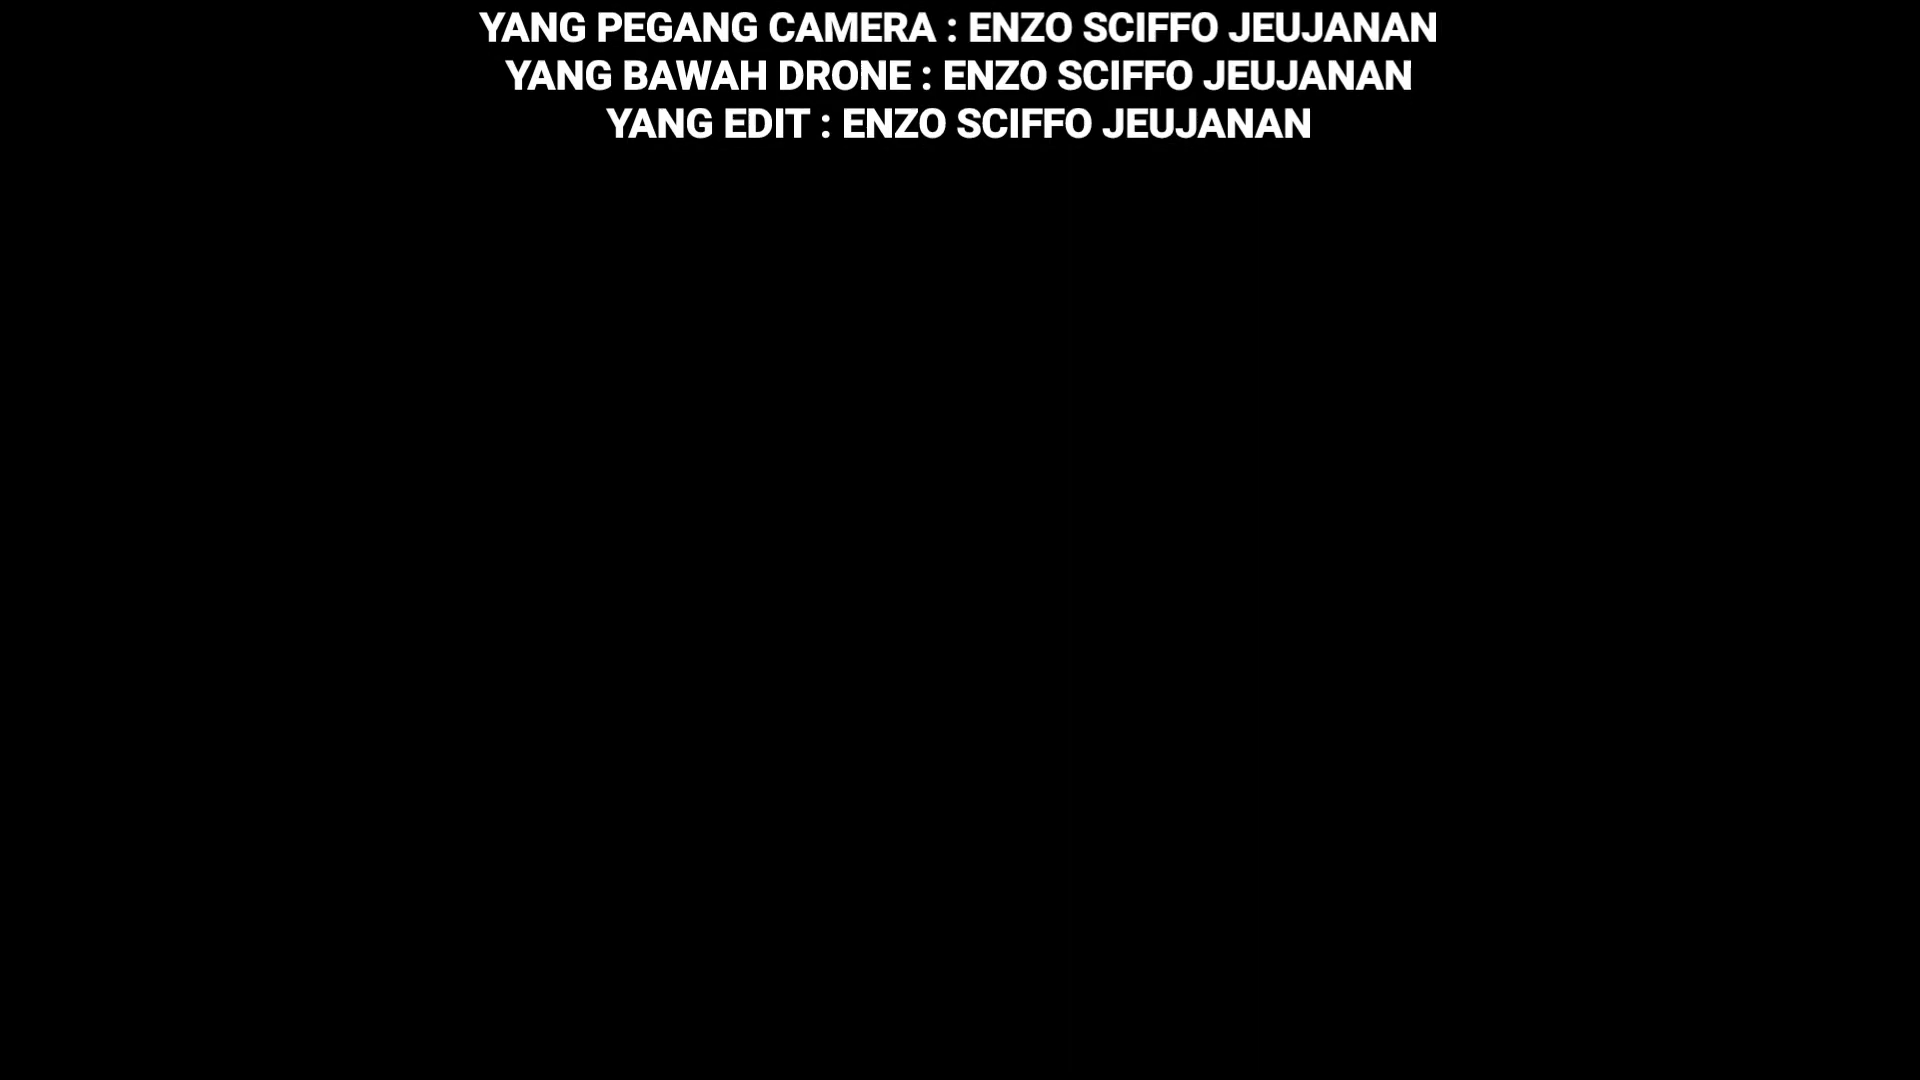 YANG PEGANG CAMERA : ENZO SCIFFO JEUJANAN
YANG BAWAH DRONE : ENZO SCIFFO JEUJANAN
YANG EDIT : ENZO SCIFFO JEUJANAN